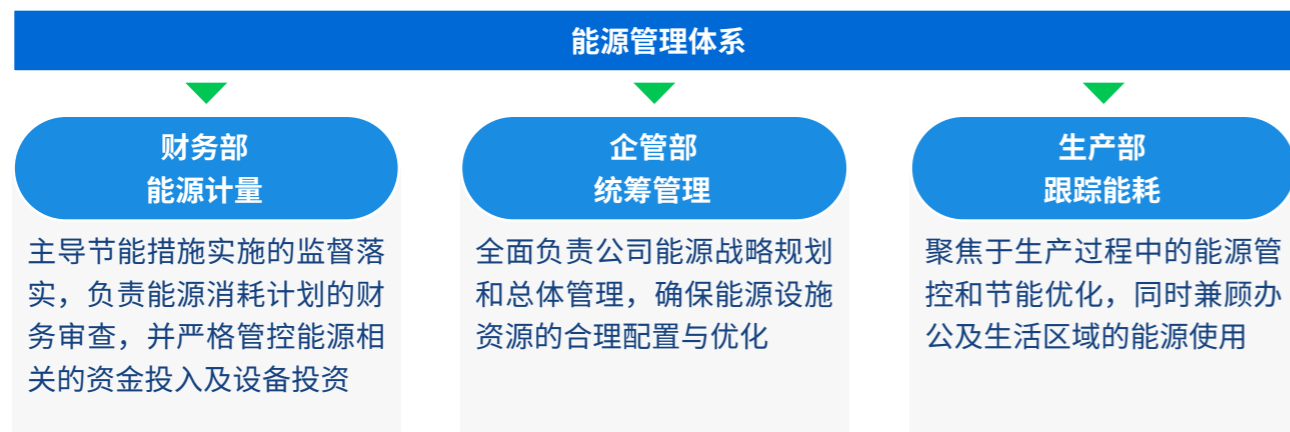 能源管理体系
财务部
能源计量
主导节能措施实施的监督落
实，负责能源消耗计划的财
务审查，并严格管控能源相
关的资金投入及设备投资
企管部
统筹管理
全面负责公司能源战略规划
和总体管理，确保能源设施
资源的合理配置与优化
生产部
跟踪能耗
聚焦于生产过程中的能源管
控和节能优化，同时兼顾办
公及生活区域的能源使用